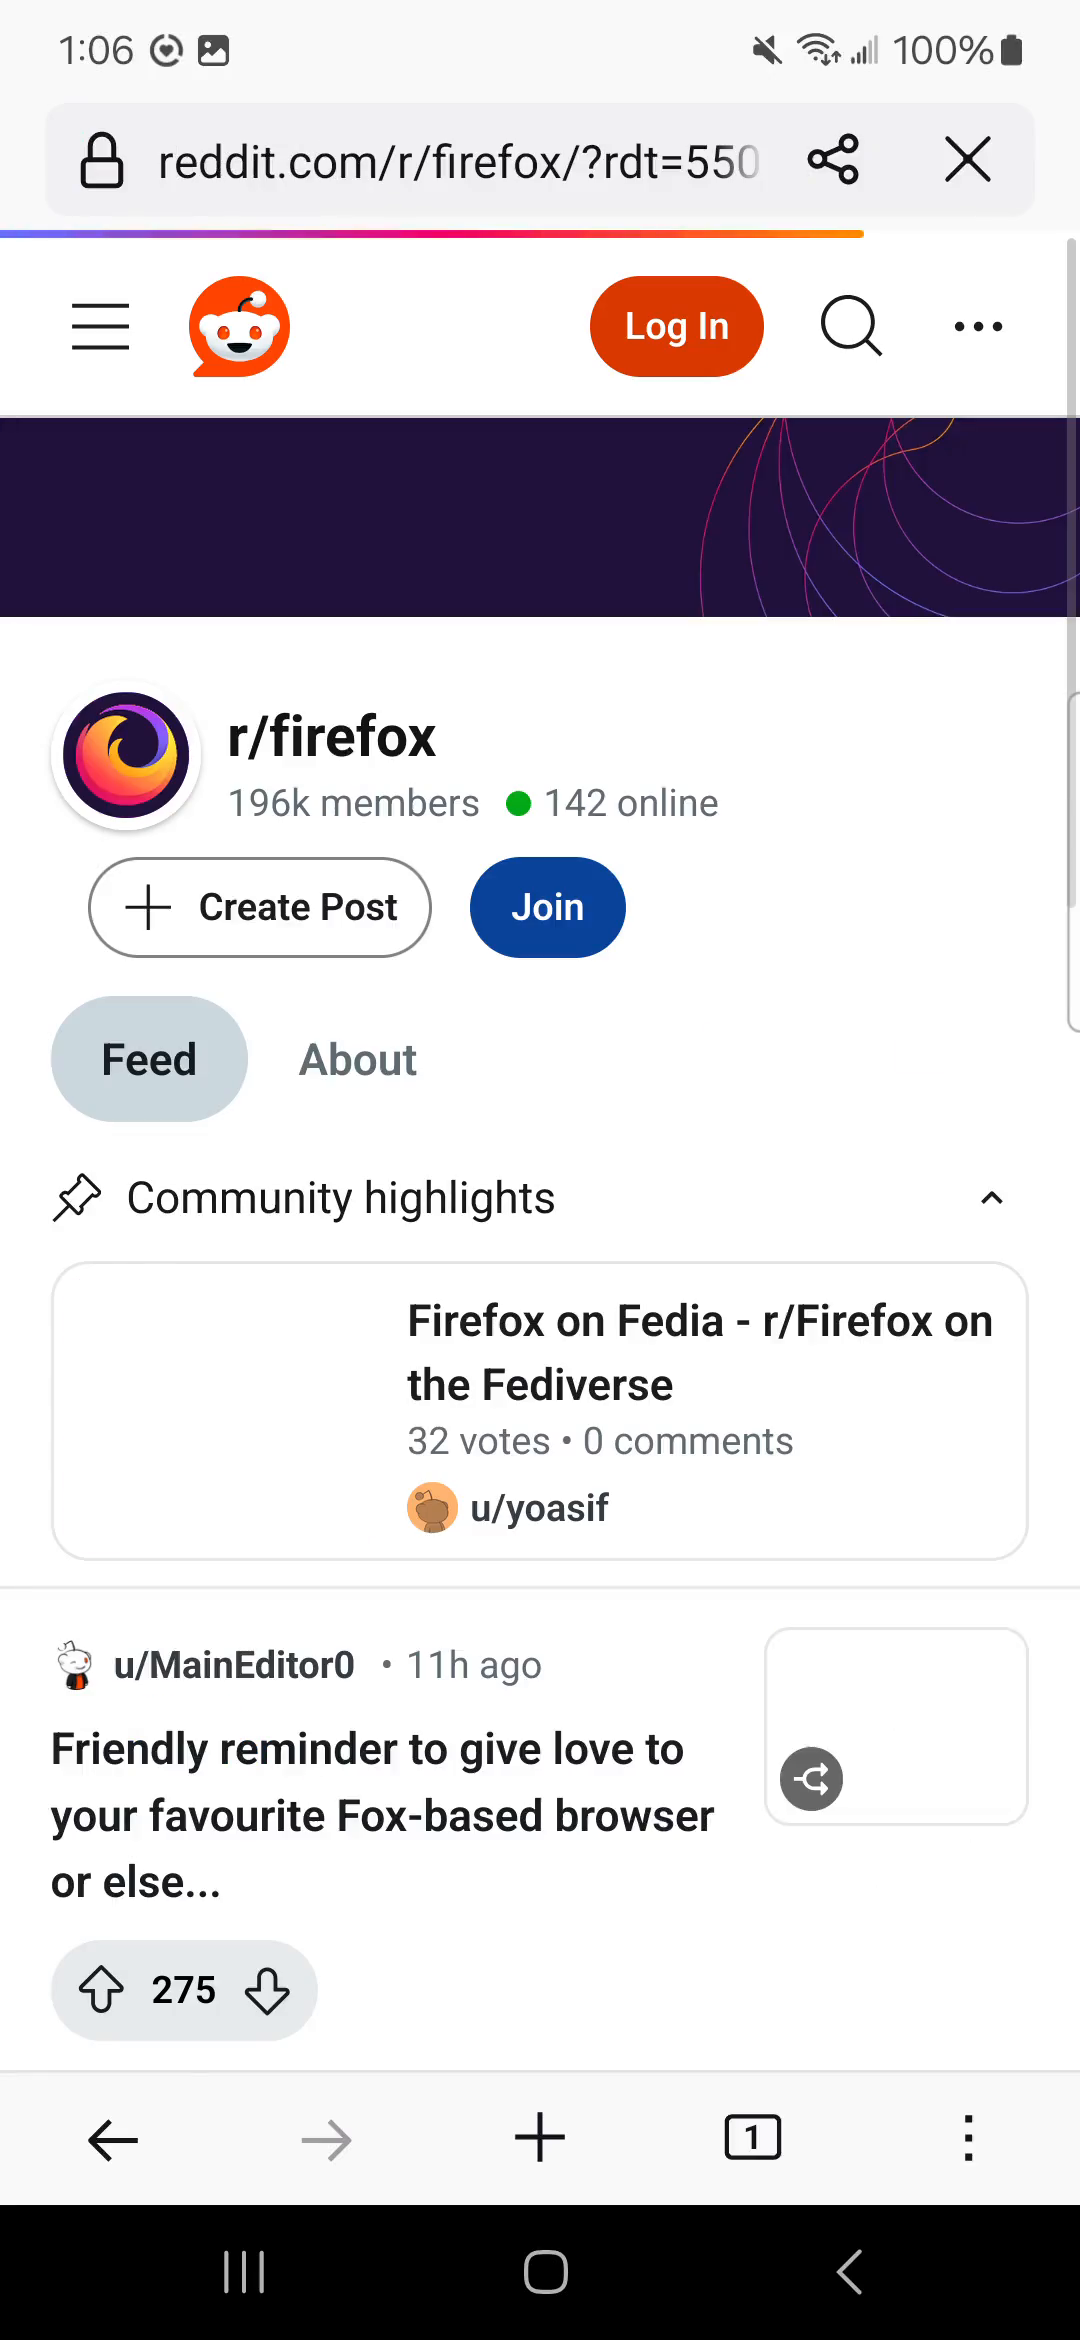 1:06
100%
reddit.com/r/firefox/?rdt=550
Log In
r/firefox
196k members 142 online
Create Post Join
Feed About
Community highlights
Firefox on Fedia - r/Firefox on
the Fediverse
32 votes • 0 comments
u/yoasif
u/MainEditor0 • 11h ago
Friendly reminder to give love to
your favourite Fox-based browser
or else...
275
1